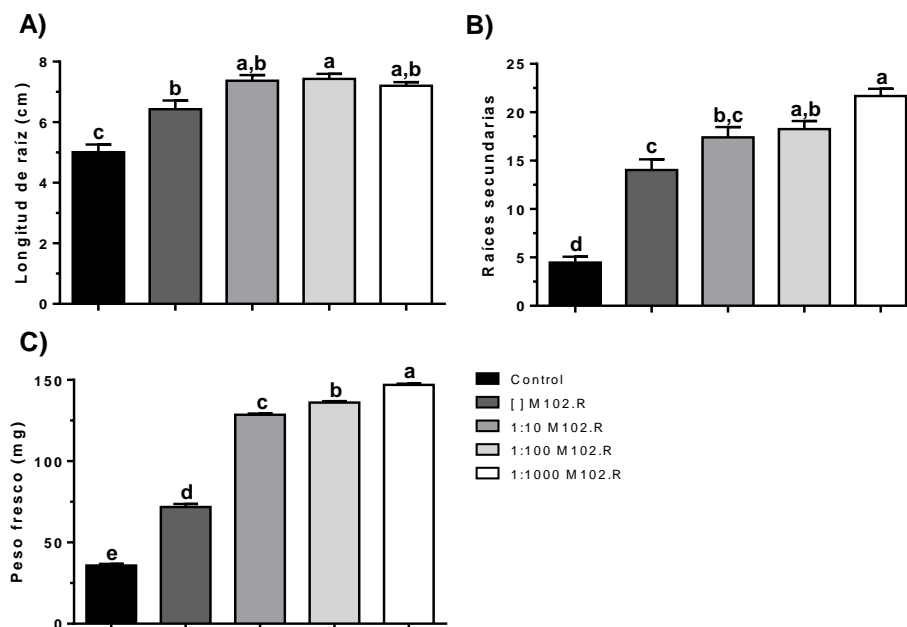 A)
Longitud de raíz (cm)
8
6
4
2
0
c
b
a,b
a
a,b
B)
Raíces secundarias
25
20
15
10
5
0
d
c
b,c
a,b
a
C)
Peso fresco (mg)
150
100
50
0
e
d
c
b
a
Control
[ ] M102.R
1:10 M102.R
1:100 M102.R
1:1000 M102.R